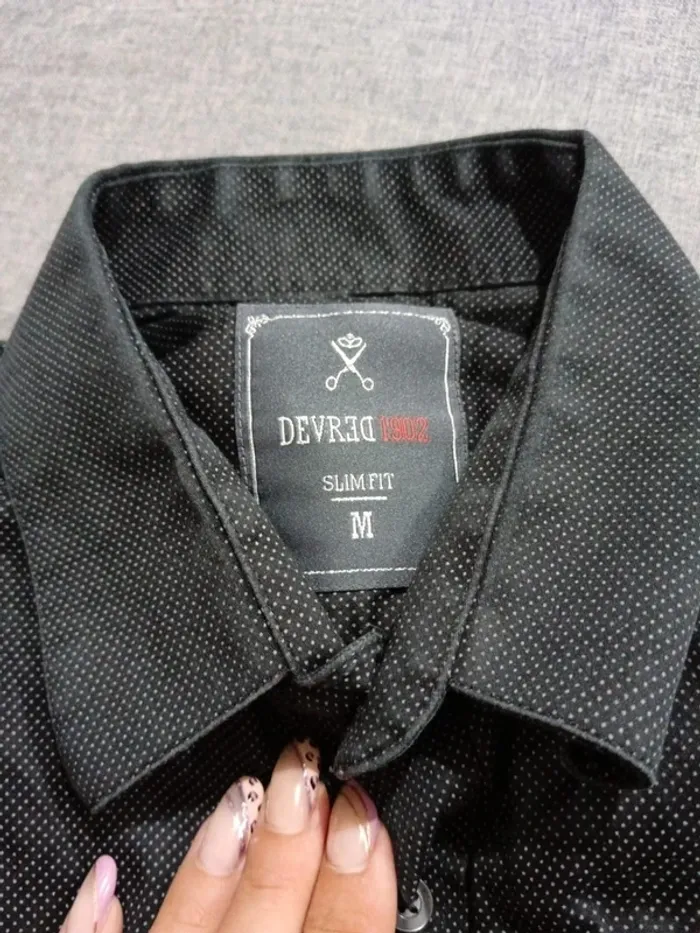 DEVRED 1902
SLIM FIT
M